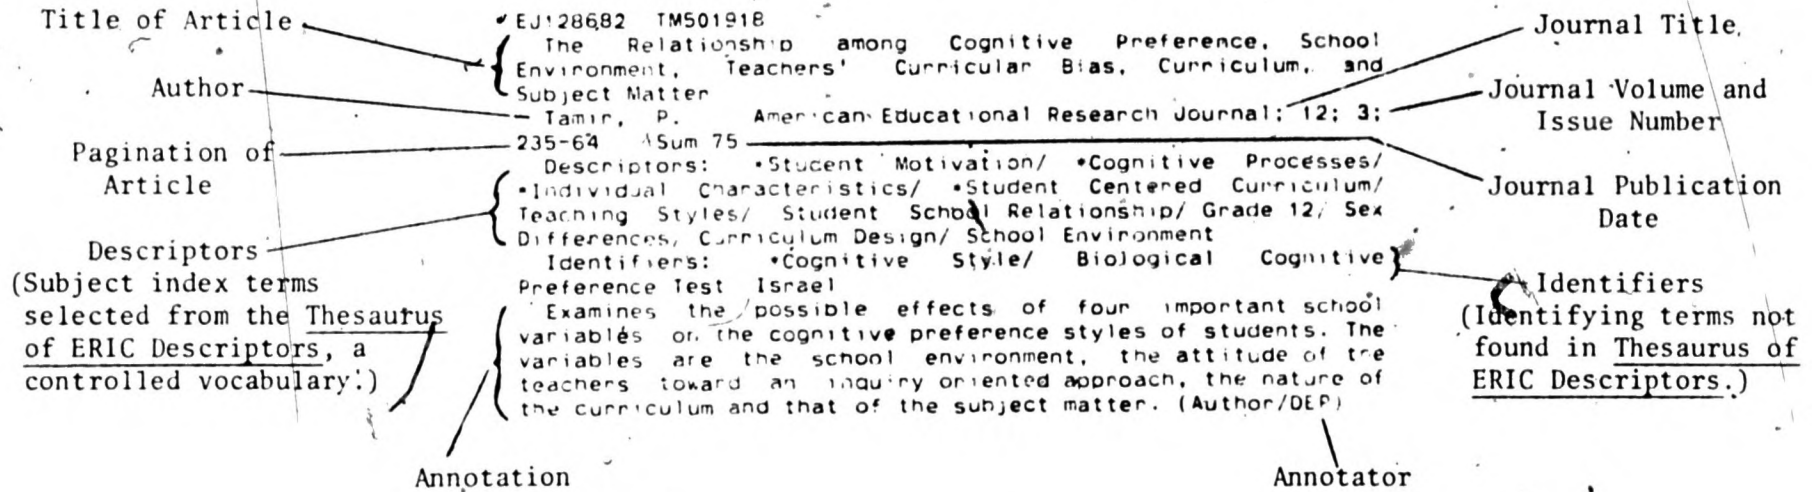 Title of Article
Author
Pagination of
Article
Descriptors
(Subject index terms
selected from the Thesaurus
of ERIC Descriptors, a
controlled vocabulary.)
EJ128682 TM501918
The Relationship among Cognitive Preference, School
Environment, Teachers' Curricular Bias, Curriculum, and
Subject Matter
Tamir, P. American Educational Research Journal; 12; 3;
235-64 Sum 75
Descriptors: *Student Motivation/ *Cognitive Processes/
*Individual Characteristics/ *Student Centered Curriculum/
Teaching Styles/ Student School Relationship/ Grade 12/ Sex
Differences/ Curriculum Design/ School Environment
Identifiers: *Cognitive Style/ Biological Cognitive
Preference Test Israel
Examines the possible effects of four important school
variables on the cognitive preference styles of students. The
variables are the school environment, the attitude of the
teachers toward an inquiry oriented approach, the nature of
the curriculum and that of the subject matter. (Author/DEP)
Journal Title
Journal Volume and
Issue Number
Journal Publication
Date
Identifiers
(Identifying terms not
found in Thesaurus of
ERIC Descriptors.)
Annotation
Annotator